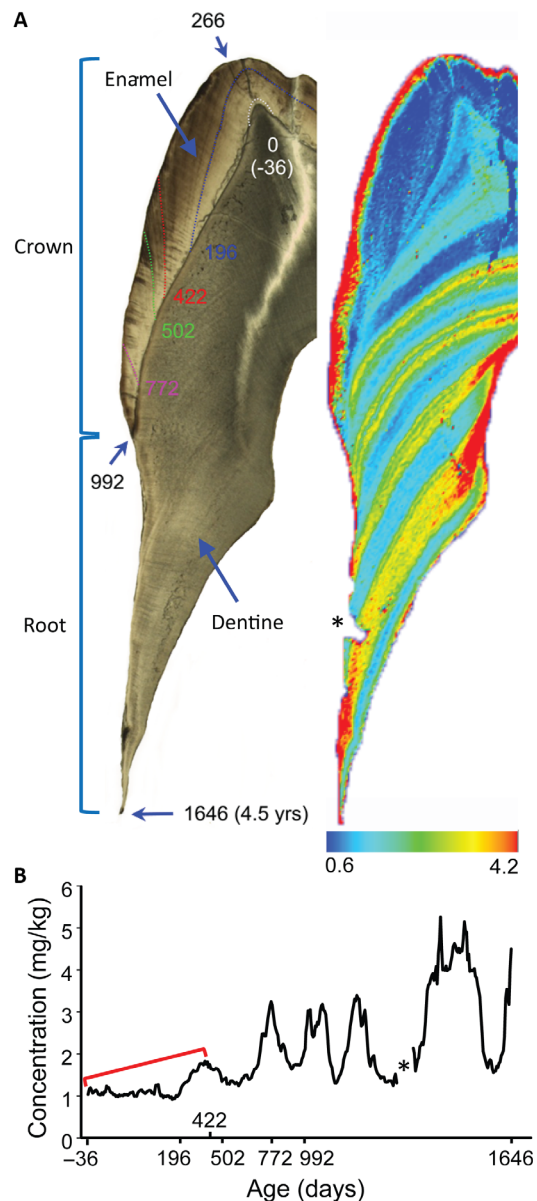 A
266
Enamel
0
(-36)
Crown
196
422
502
772
992
Root
Dentine
*
1646 (4.5 yrs)
0.6 4.2
B
Concentration (mg/kg)
6
5
4
3
2
1
0
*
422
–36 196 502 772 992 1646
Age (days)